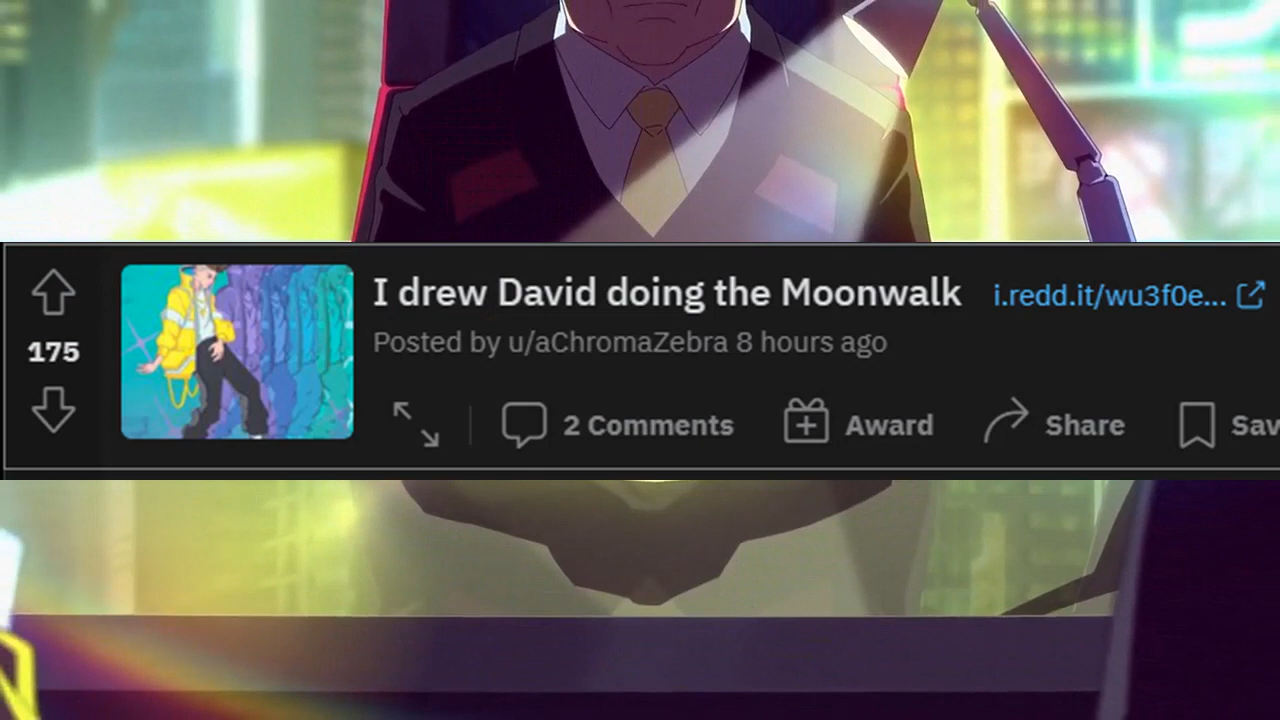 I drew David doing the Moonwalk i.redd.it/wu3f0e...
175
Posted by u/aChromaZebra 8 hours ago
2 Comments Award Share Sav